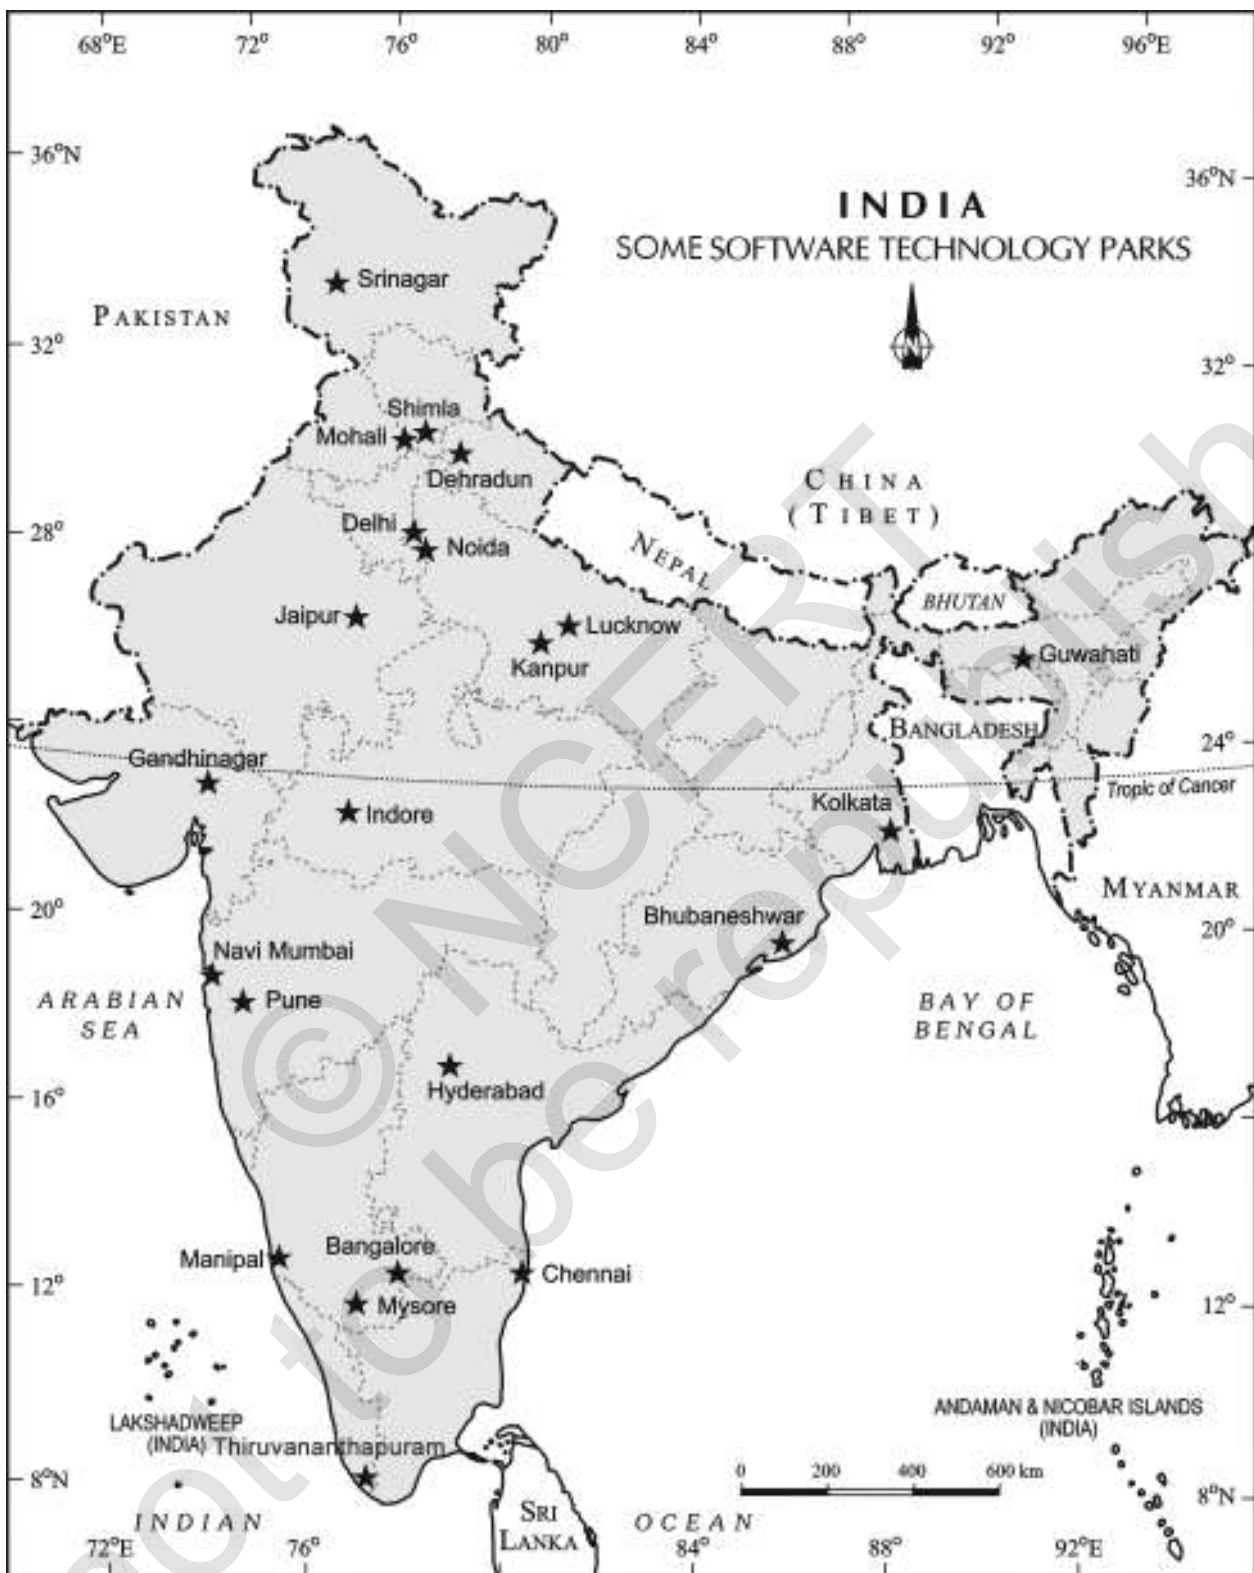 68°E 72° 76° 80° 84° 88° 92° 96°E
36°N
36°N
INDIA
SOME SOFTWARE TECHNOLOGY PARKS
Srinagar
PAKISTAN
N
32°
32°
Shimla
Mohali
Dehradun
CHINA
(TIBET)
Delhi
28°
Noida
NEPAL
BHUTAN
Jaipur
Lucknow
Kanpur
Guwahati
BANGLADESH
24°
Gandhinagar
Tropic of Cancer
Kolkata
Indore
MYANMAR
20°
Bhubaneshwar
20°
Navi Mumbai
Pune
ARABIAN
SEA
BAY OF
BENGAL
Hyderabad
16°
Manipal
Bangalore
Chennai
12°
Mysore
12°
LAKSHADWEEP
(INDIA)
Thiruvananthapuram
ANDAMAN & NICOBAR ISLANDS
(INDIA)
8°N
0 200 400 600 km
8°N
SRI
LANKA
INDIAN OCEAN
72°E 76° 84° 88° 92°E
© NCERT
not to be republish